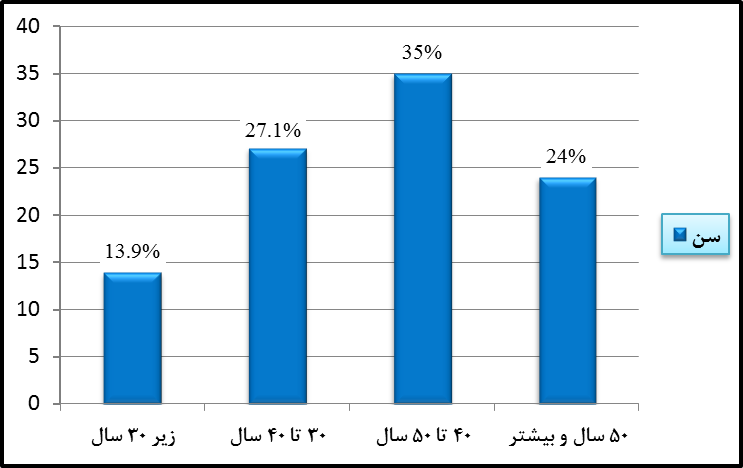 40
35
30
25
20
15
10
5
0
13.9%
27.1%
35%
24%
زیر ۳۰ سال
۳۰ تا ۴۰ سال
۴۰ تا ۵۰ سال
۵۰ سال و بیشتر
سن